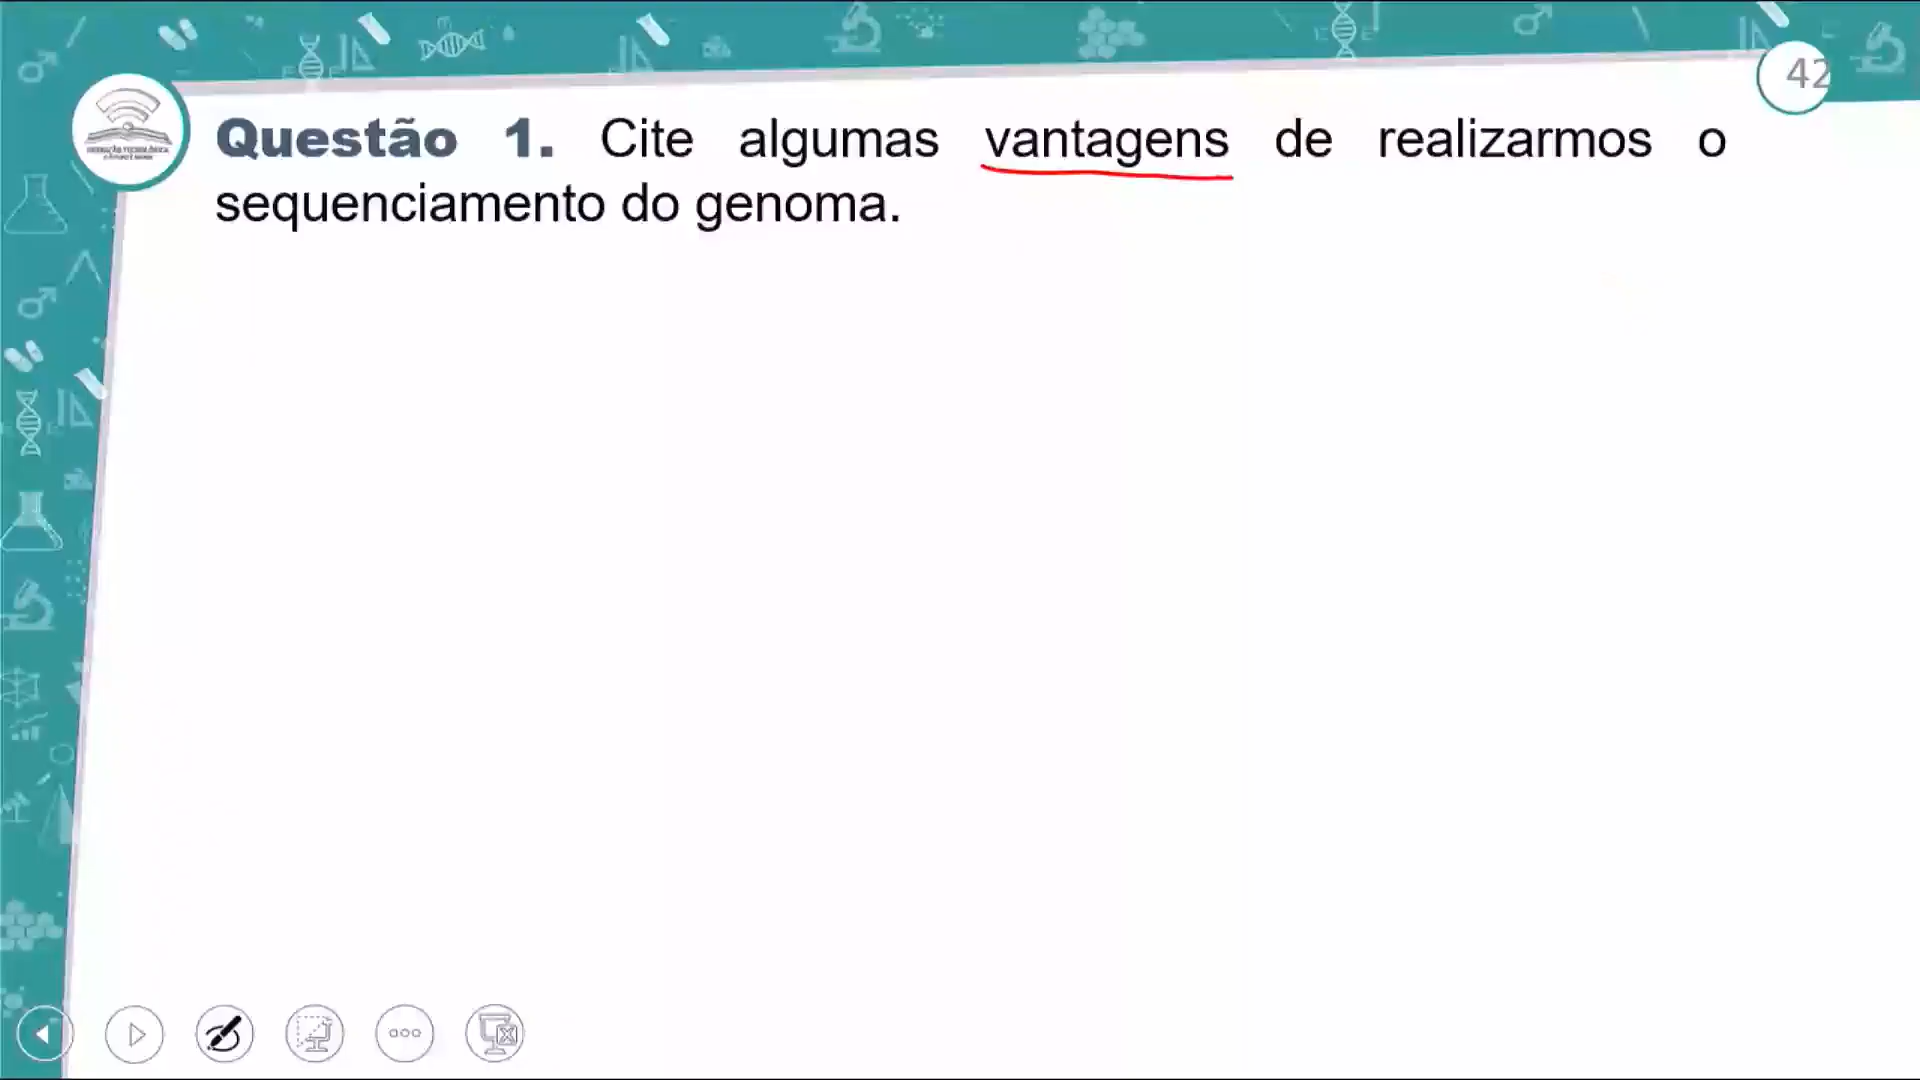 42
Questão 1. Cite algumas vantagens de realizarmos o
sequenciamento do genoma.